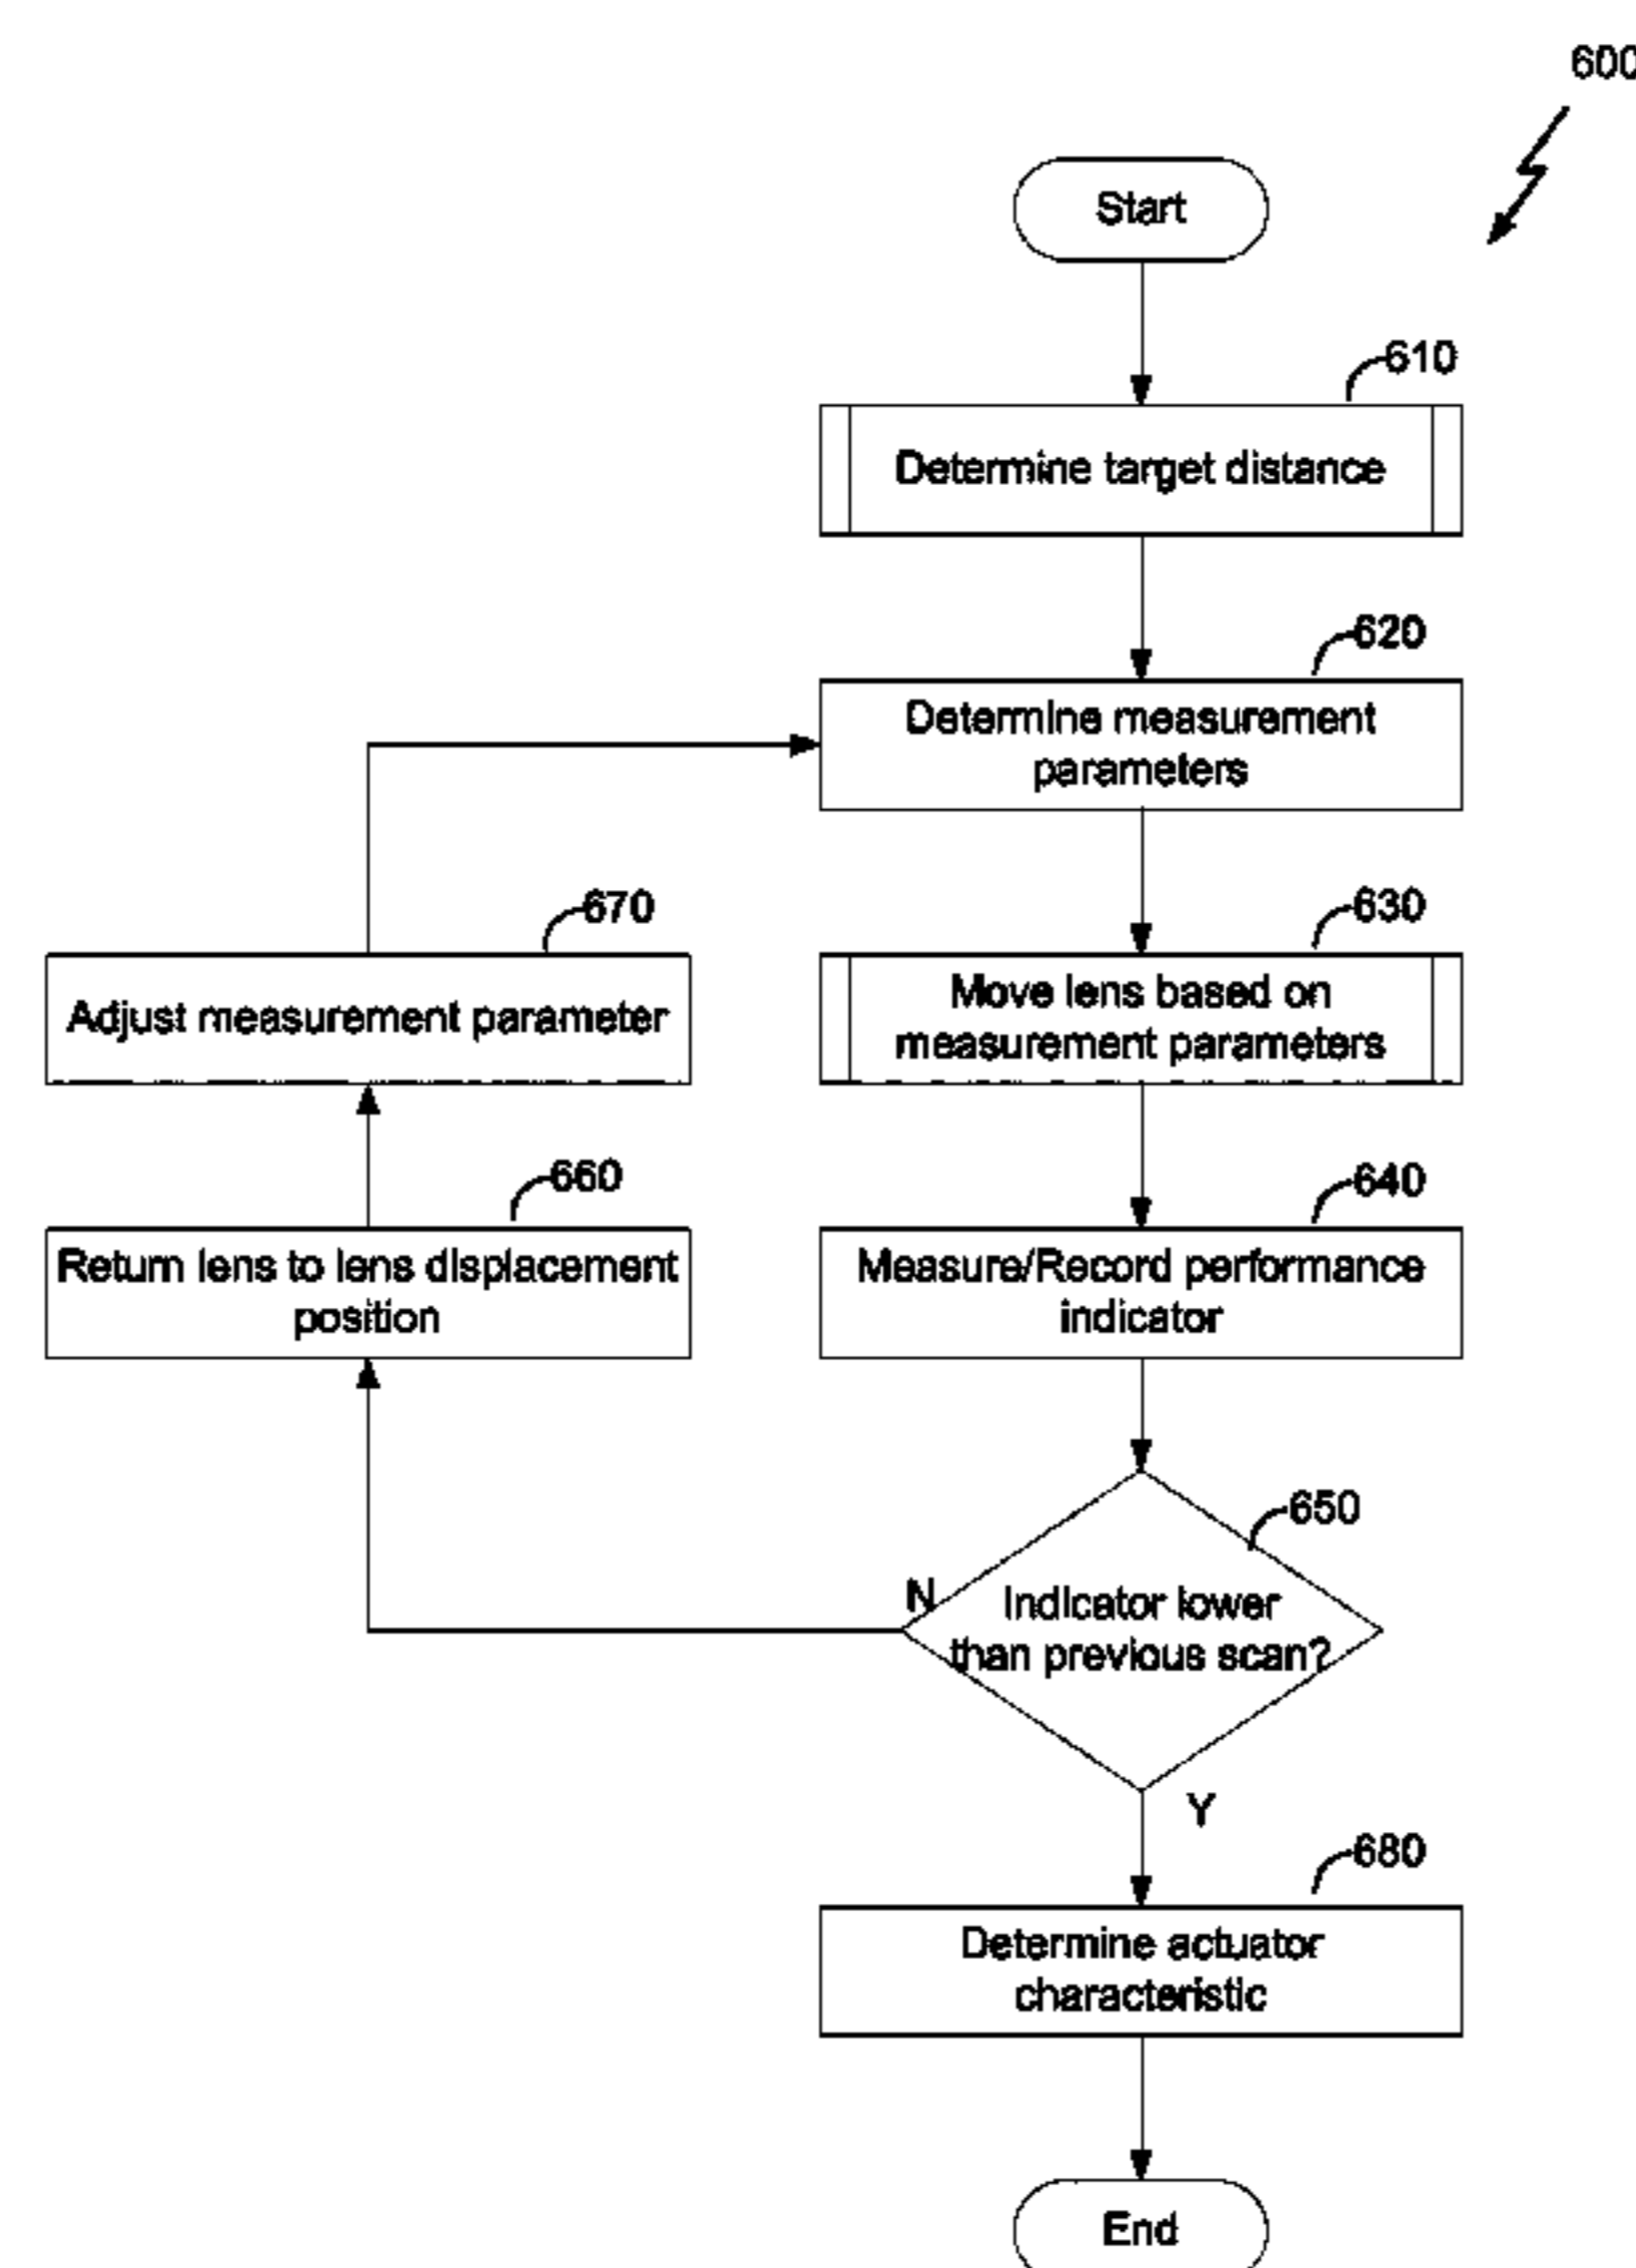 600
Start
610
Determine target distance
620
Determine measurement
parameters
630
Move lens based on
measurement parameters
640
Measure/Record performance
indicator
650
Indicator lower
than previous scan?
N
660
Return lens to lens displacement
position
670
Adjust measurement parameter
Y
680
Determine actuator
characteristic
End